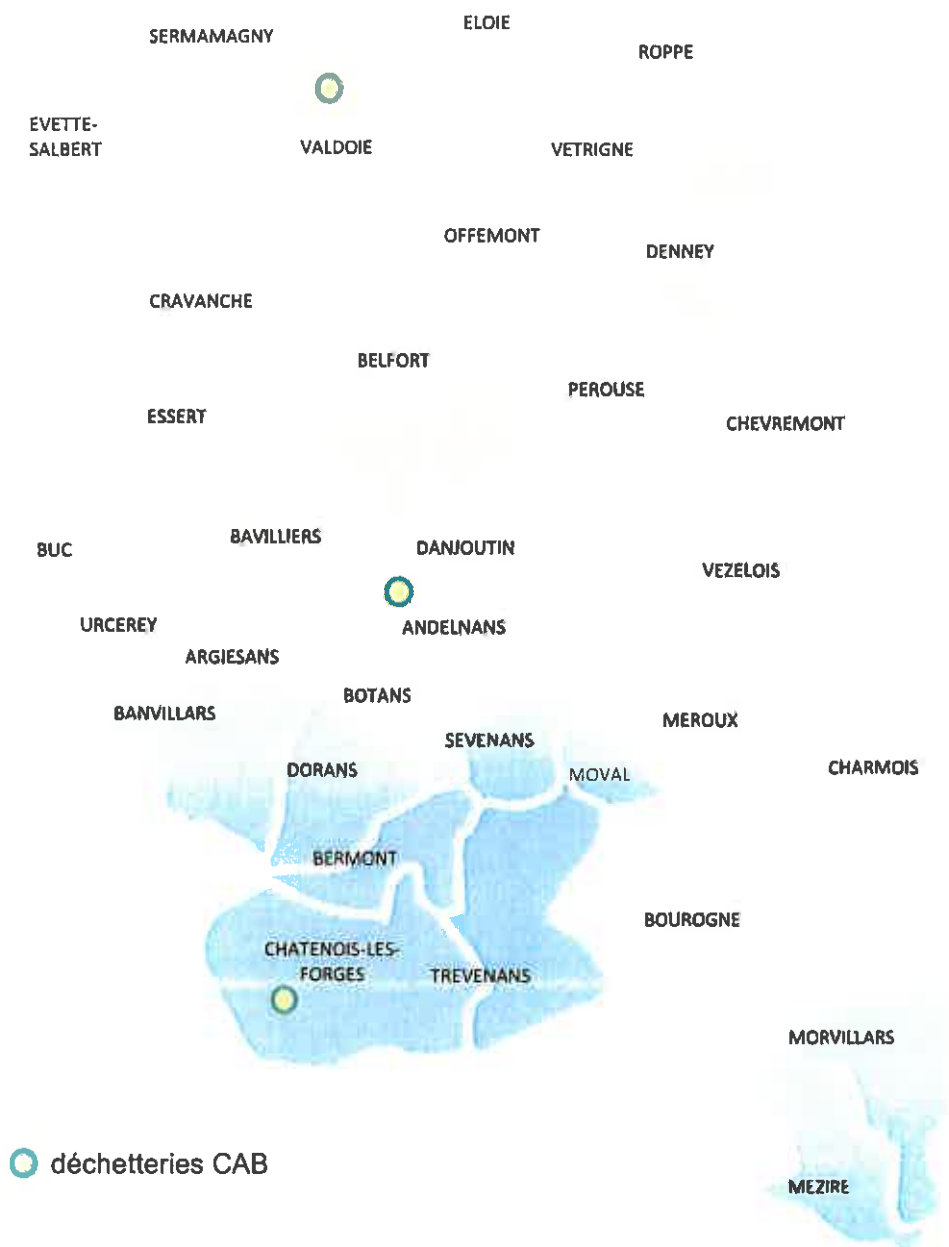 ELOIE
SERMAMAGNY
ROPPE
EVETTE-
SALBERT
VALDOIE
VETRIGNE
OFFEMONT
DENNEY
CRAVANCHE
BELFORT
PEROUSE
ESSERT
CHEVREMONT
BAVILLIERS
BUC
DANJOUTIN
VEZELOIS
URCEREY
ANDELNANS
ARGIESANS
BOTANS
BANVILLARS
MEROUX
SEVENANS
DORANS
MOVAL
CHARMOIS
BERMONT
BOUROGNE
CHATENOIS-LES-
FORGES
TREVENANS
MORVILLARS
déchetteries CAB
MEZIRE